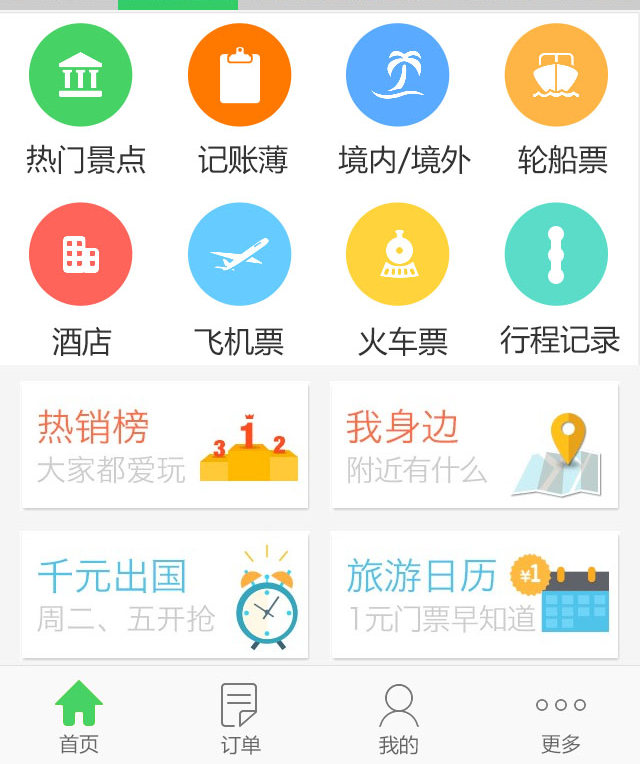 热门景点 记账薄 境内/境外 轮船票
酒店 飞机票 火车票 行程记录
热销榜
大家都爱玩
3 1 2
我身边
附近有什么
千元出国
周二、五开抢
旅游日历
1元门票早知道
¥1
首页 订单 我的 更多